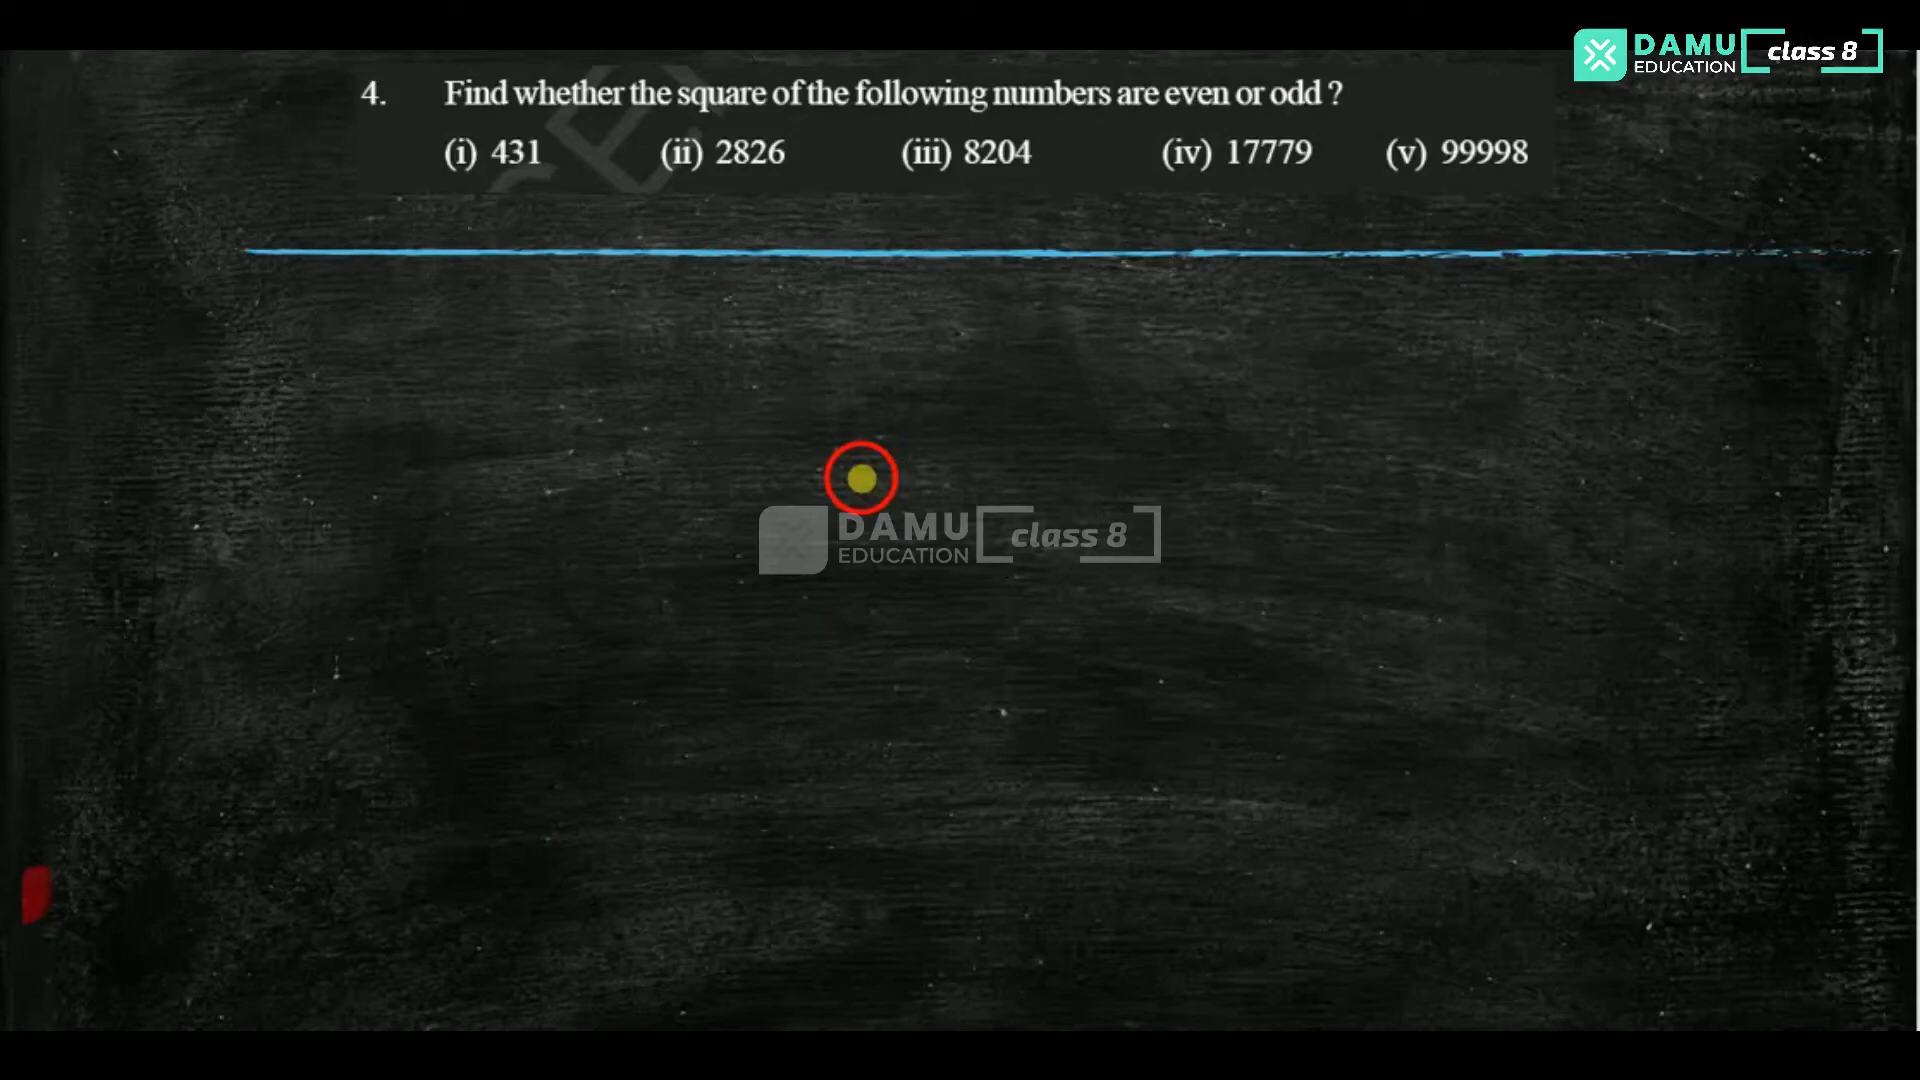 DAMU
EDUCATION
class 8
4. Find whether the square of the following numbers are even or odd ?
(i) 431 (ii) 2826 (iii) 8204 (iv) 17779 (v) 99998
DAMU
EDUCATION
class 8